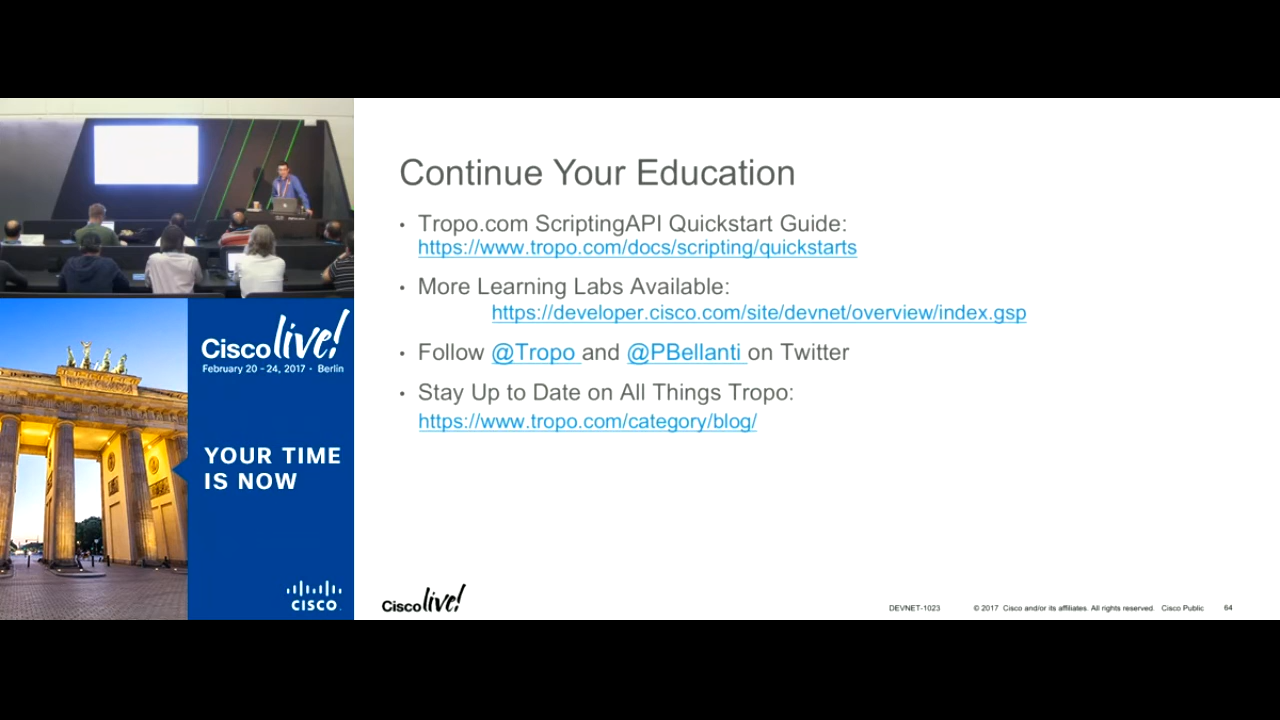 Continue Your Education
• Tropo.com ScriptingAPI Quickstart Guide:
https://www.tropo.com/docs/scripting/quickstarts
• More Learning Labs Available:
https://developer.cisco.com/site/devnet/overview/index.gsp
• Follow @Tropo and @PBellanti on Twitter
• Stay Up to Date on All Things Tropo:
https://www.tropo.com/category/blog/
Cisco live!
February 20 - 24, 2017 • Berlin
YOUR TIME
IS NOW
CISCO
Cisco live!
DEVNET-1023 © 2017 Cisco and/or its affiliates. All rights reserved. Cisco Public 64